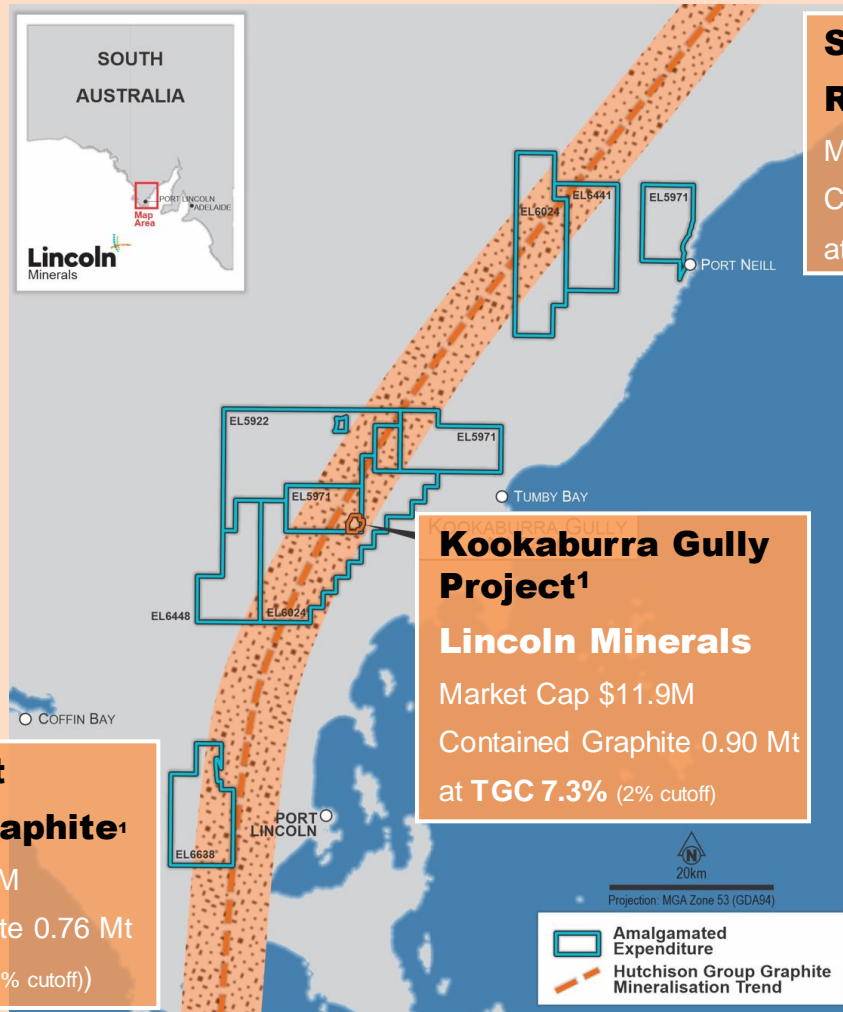 SOUTH
AUSTRALIA
PORT LINCOLN
ADELAIDE
Map
Area
Lincoln
Minerals
EL6024
EL6441
EL5971
PORT NEILL
EL5922
EL5971
EL5971
TUMBY BAY
KOOKABURRA GULLY
Kookaburra Gully
Project¹
Lincoln Minerals
Market Cap $11.9M
Contained Graphite 0.90 Mt
at TGC 7.3% (2% cutoff)
EL6448
EL6024
COFFIN BAY
aphite¹
M
te 0.76 Mt
% cutoff))
PORT
LINCOLN
EL6638
N
20km
Projection: MGA Zone 53 (GDA94)
Amalgamated
Expenditure
Hutchison Group Graphite
Mineralisation Trend